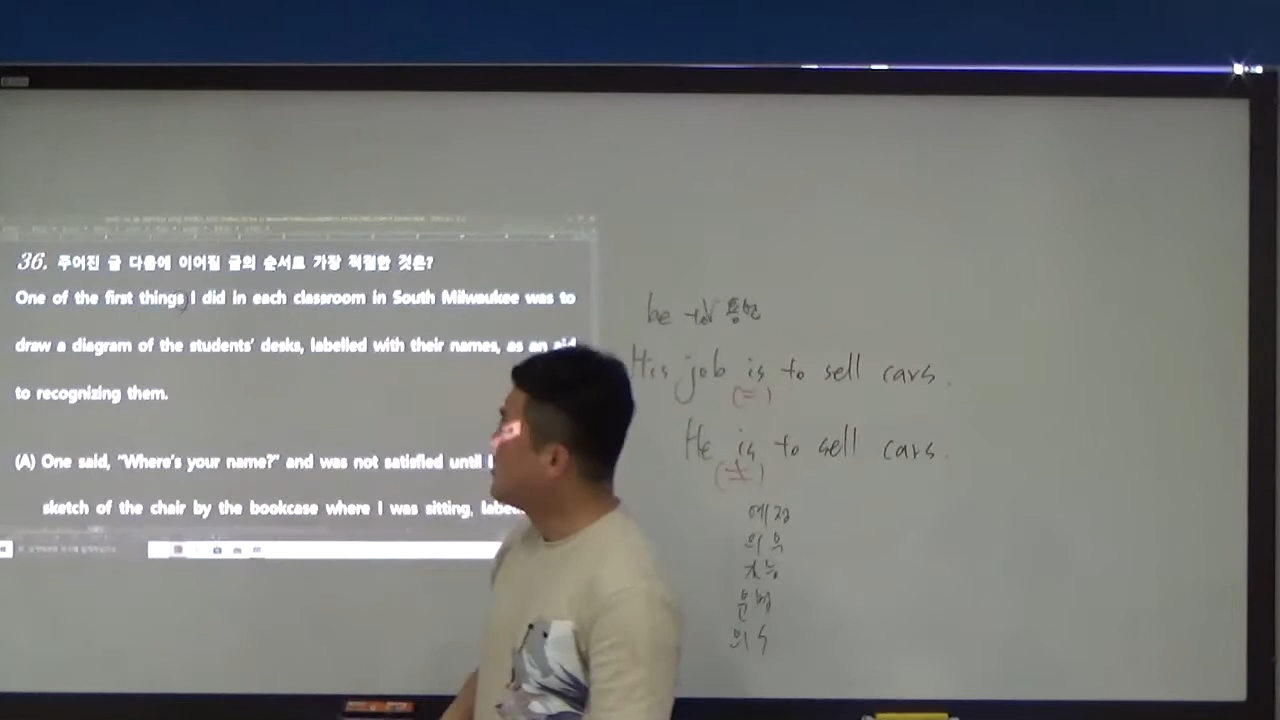 36. 주어진 글 다음에 이어질 글의 순서로 가장 적절한 것은?
One of the first things I did in each classroom in South Milwaukee was to
draw a diagram of the students' desks, labelled with their names, as an aid
to recognizing them.
(A) One said, "Where's your name?" and was not satisfied until
sketch of the chair by the bookcase where I was sitting,
be to V 용법
His job is to sell cars.
(=)
He is to sell cars.
(≠)
예정
의무
가능
운명
의도